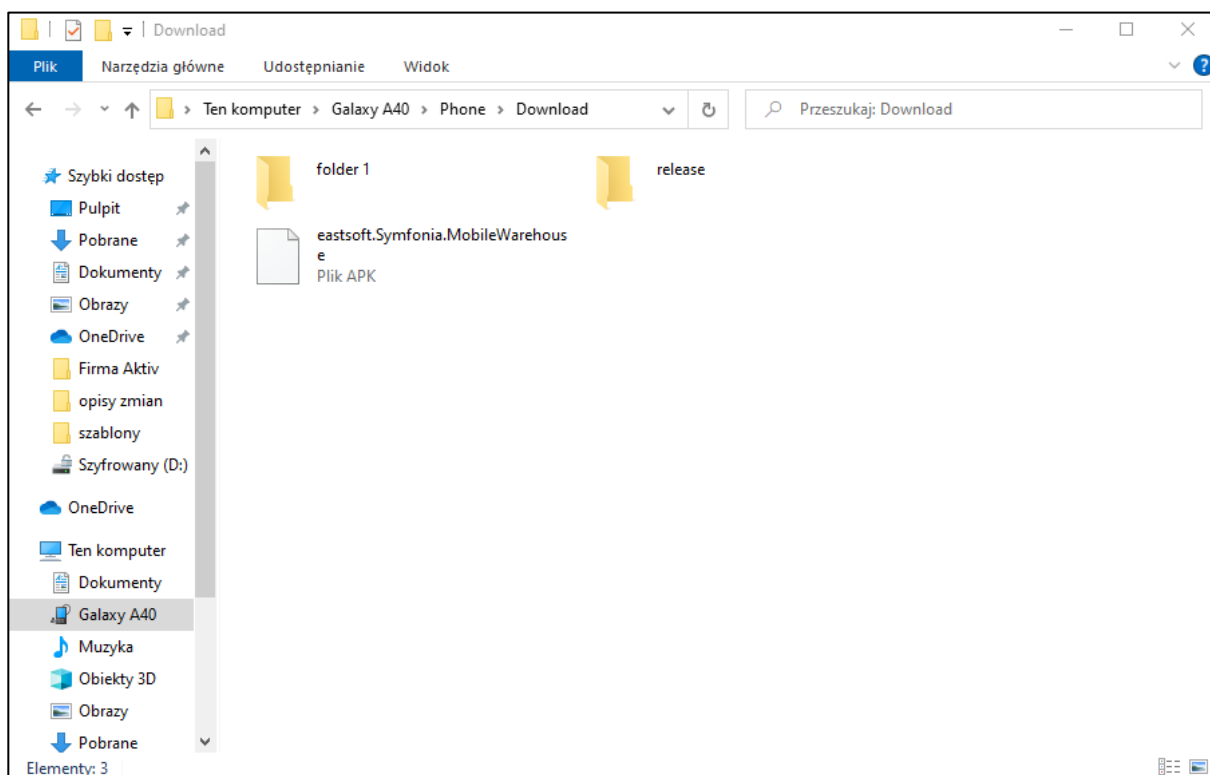 Download
Plik Narzędzia główne Udostępnianie Widok
Ten komputer > Galaxy A40 > Phone > Download
Przeszukaj: Download
Szybki dostęp
Pulpit
Pobrane
Dokumenty
Obrazy
OneDrive
Firma Aktiv
opisy zmian
szablony
Szyfrowany (D:)
OneDrive
Ten komputer
Dokumenty
Galaxy A40
Muzyka
Obiekty 3D
Obrazy
Pobrane
folder 1
release
eastsoft.Symfonia.MobileWarehous
e
Plik APK
Elementy: 3